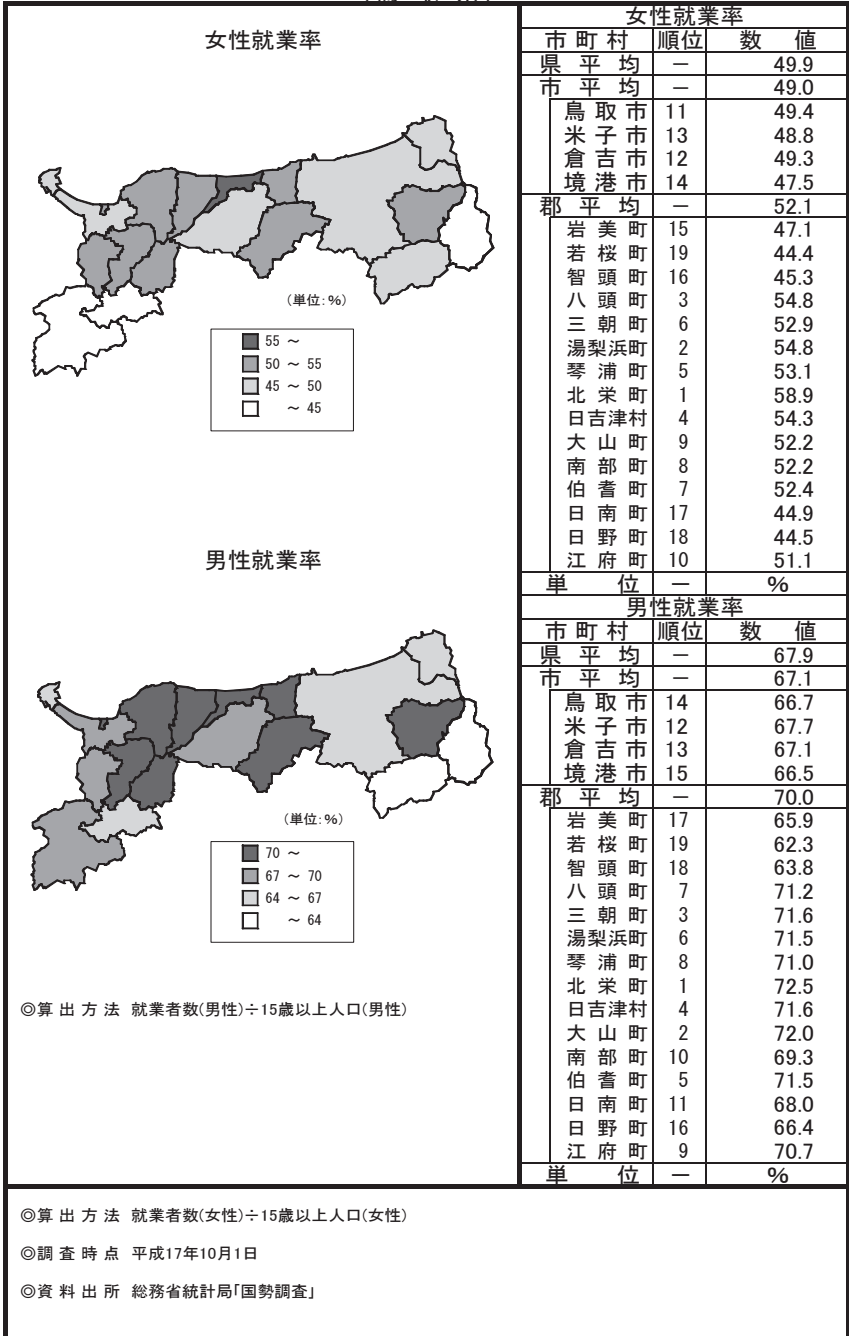 女性就業率
（単位：％）
55 ～
50 ～ 55
45 ～ 50
～ 45
男性就業率
（単位：％）
70 ～
67 ～ 70
64 ～ 67
～ 64
◎算 出 方 法 就業者数(男性)÷15歳以上人口(男性)
女性就業率
市 町 村 順位 数 値
県 平 均 － 49.9
市 平 均 － 49.0
鳥 取 市 11 49.4
米 子 市 13 48.8
倉 吉 市 12 49.3
境 港 市 14 47.5
郡 平 均 － 52.1
岩 美 町 15 47.1
若 桜 町 19 44.4
智 頭 町 16 45.3
八 頭 町 3 54.8
三 朝 町 6 52.9
湯梨浜町 2 54.8
琴 浦 町 5 53.1
北 栄 町 1 58.9
日吉津村 4 54.3
大 山 町 9 52.2
南 部 町 8 52.2
伯 耆 町 7 52.4
日 南 町 17 44.9
日 野 町 18 44.5
江 府 町 10 51.1
単 位 － %
男性就業率
市 町 村 順位 数 値
県 平 均 － 67.9
市 平 均 － 67.1
鳥 取 市 14 66.7
米 子 市 12 67.7
倉 吉 市 13 67.1
境 港 市 15 66.5
郡 平 均 － 70.0
岩 美 町 17 65.9
若 桜 町 19 62.3
智 頭 町 18 63.8
八 頭 町 7 71.2
三 朝 町 3 71.6
湯梨浜町 6 71.5
琴 浦 町 8 71.0
北 栄 町 1 72.5
日吉津村 4 71.6
大 山 町 2 72.0
南 部 町 10 69.3
伯 耆 町 5 71.5
日 南 町 11 68.0
日 野 町 16 66.4
江 府 町 9 70.7
単 位 － %
◎算 出 方 法 就業者数(女性)÷15歳以上人口(女性)
◎調 査 時 点 平成17年10月1日
◎資 料 出 所 総務省統計局｢国勢調査｣